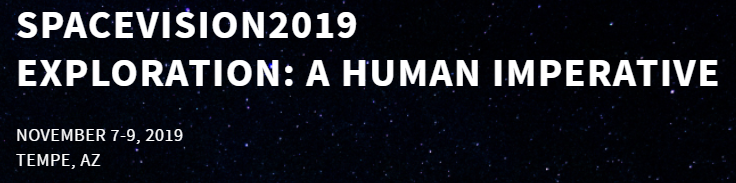 SPACEVISION2019
EXPLORATION: A HUMAN IMPERATIVE
NOVEMBER 7-9, 2019
TEMPE, AZ